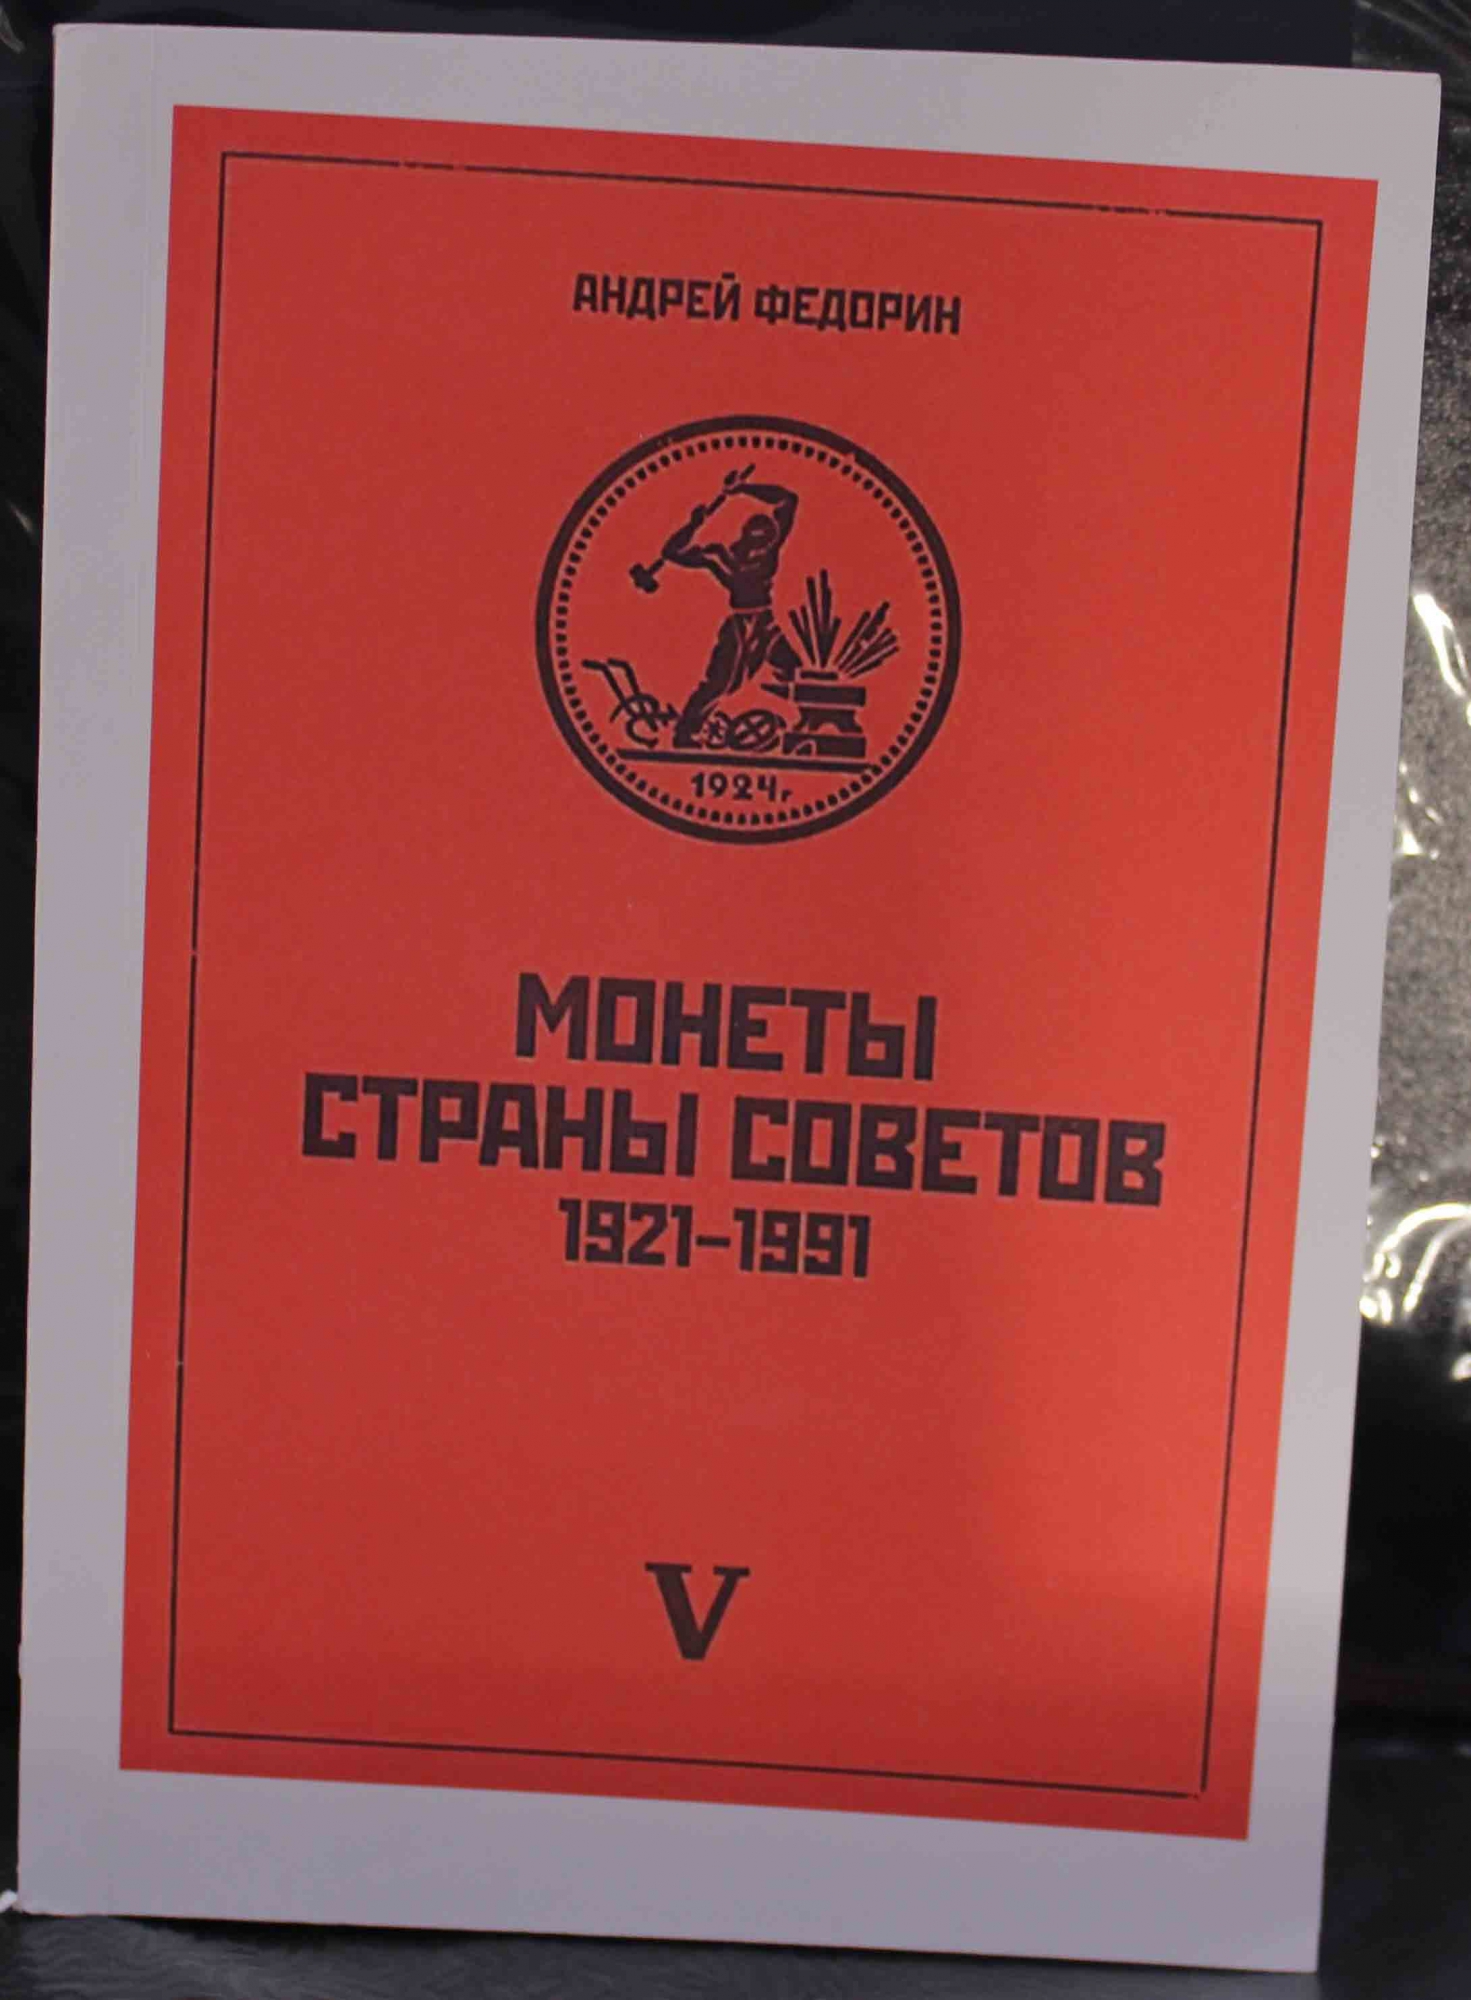 АНДРЕЙ ФЕДОРИН
1924г
МОНЕТЫ
СТРАНЫ СОВЕТОВ
1921–1991
V